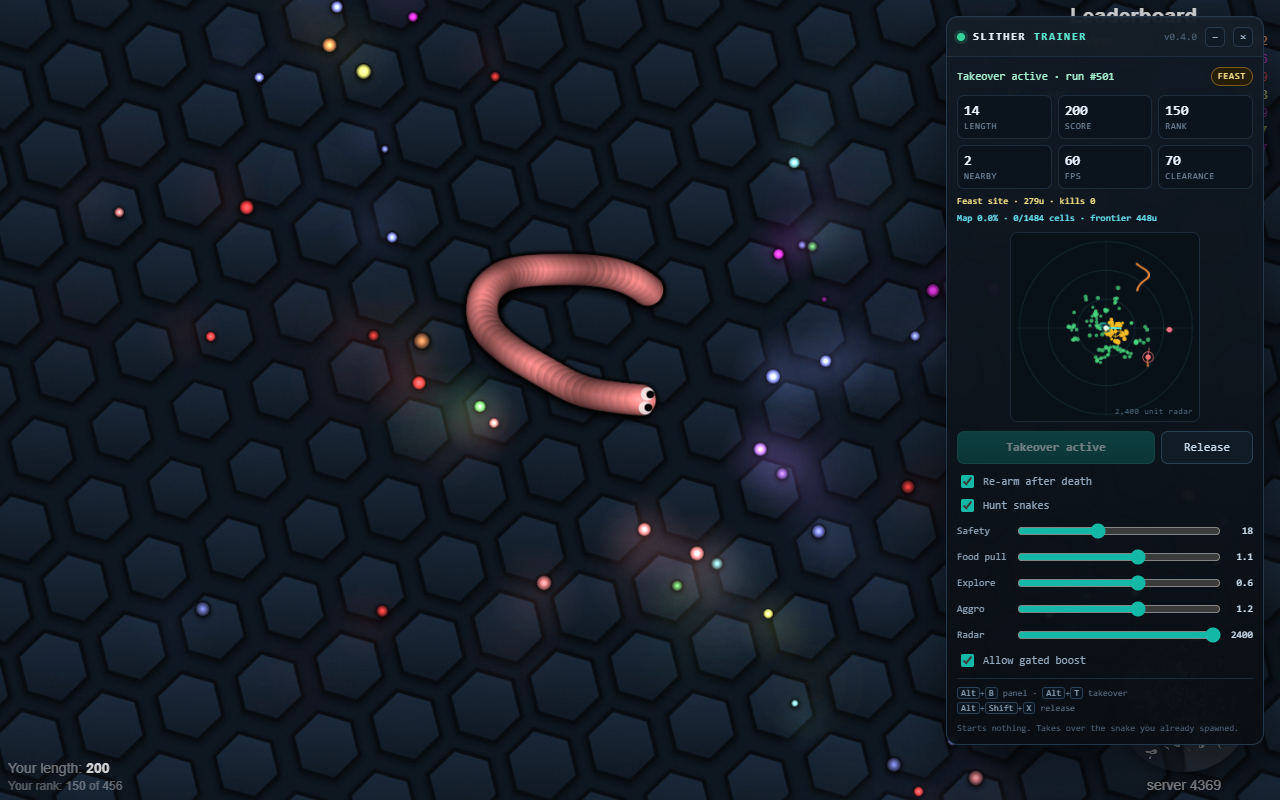 Leaderboard
SLITHER TRAINER v0.4.0 – ×
Takeover active · run #501 FEAST
14 200 150
LENGTH SCORE RANK
2 60 70
NEARBY FPS CLEARANCE
Feast site · 279u · kills 0
Map 0.0% · 0/1484 cells · frontier 448u
2,400 unit radar
Takeover active Release
Re-arm after death
Hunt snakes
Safety 18
Food pull 1.1
Explore 0.6
Aggro 1.2
Radar 2400
Allow gated boost
Alt+B panel · Alt+T takeover
Alt+Shift+X release
Starts nothing. Takes over the snake you already spawned.
Your length: 200
Your rank: 150 of 456
server 4369